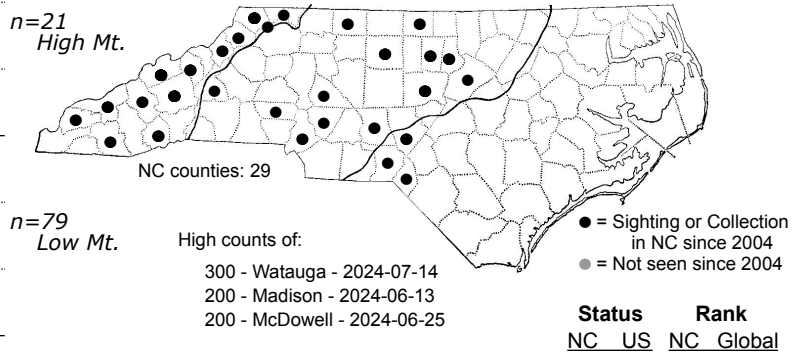 n=21
High Mt.
NC counties: 29
n=79
Low Mt.
High counts of:
300 - Watauga - 2024-07-14
200 - Madison - 2024-06-13
200 - McDowell - 2024-06-25
= Sighting or Collection
in NC since 2004
= Not seen since 2004
Status Rank
NC US NC Global